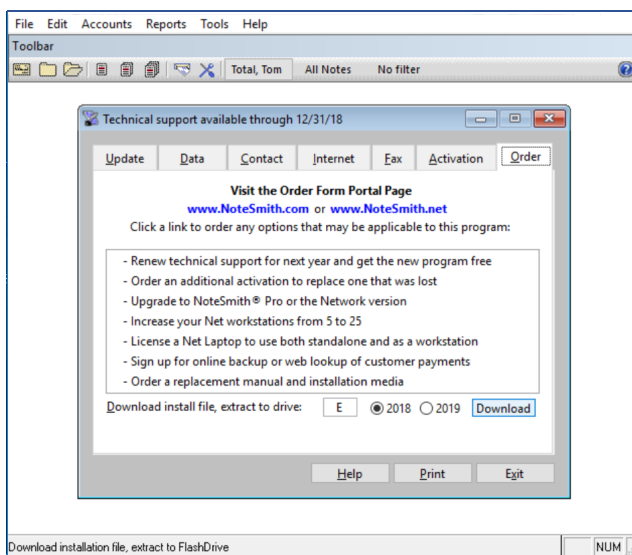 File Edit Accounts Reports Tools Help
Toolbar
Total, Tom All Notes No filter
Technical support available through 12/31/18
Update Data Contact Internet Fax Activation Order
Visit the Order Form Portal Page
www.NoteSmith.com or www.NoteSmith.net
Click a link to order any options that may be applicable to this program:
- Renew technical support for next year and get the new program free
- Order an additional activation to replace one that was lost
- Upgrade to NoteSmith® Pro or the Network version
- Increase your Net workstations from 5 to 25
- License a Net Laptop to use both standalone and as a workstation
- Sign up for online backup or web lookup of customer payments
- Order a replacement manual and installation media
Download install file, extract to drive: E 2018 2019 Download
Help Print Exit
Download installation file, extract to FlashDrive NUM